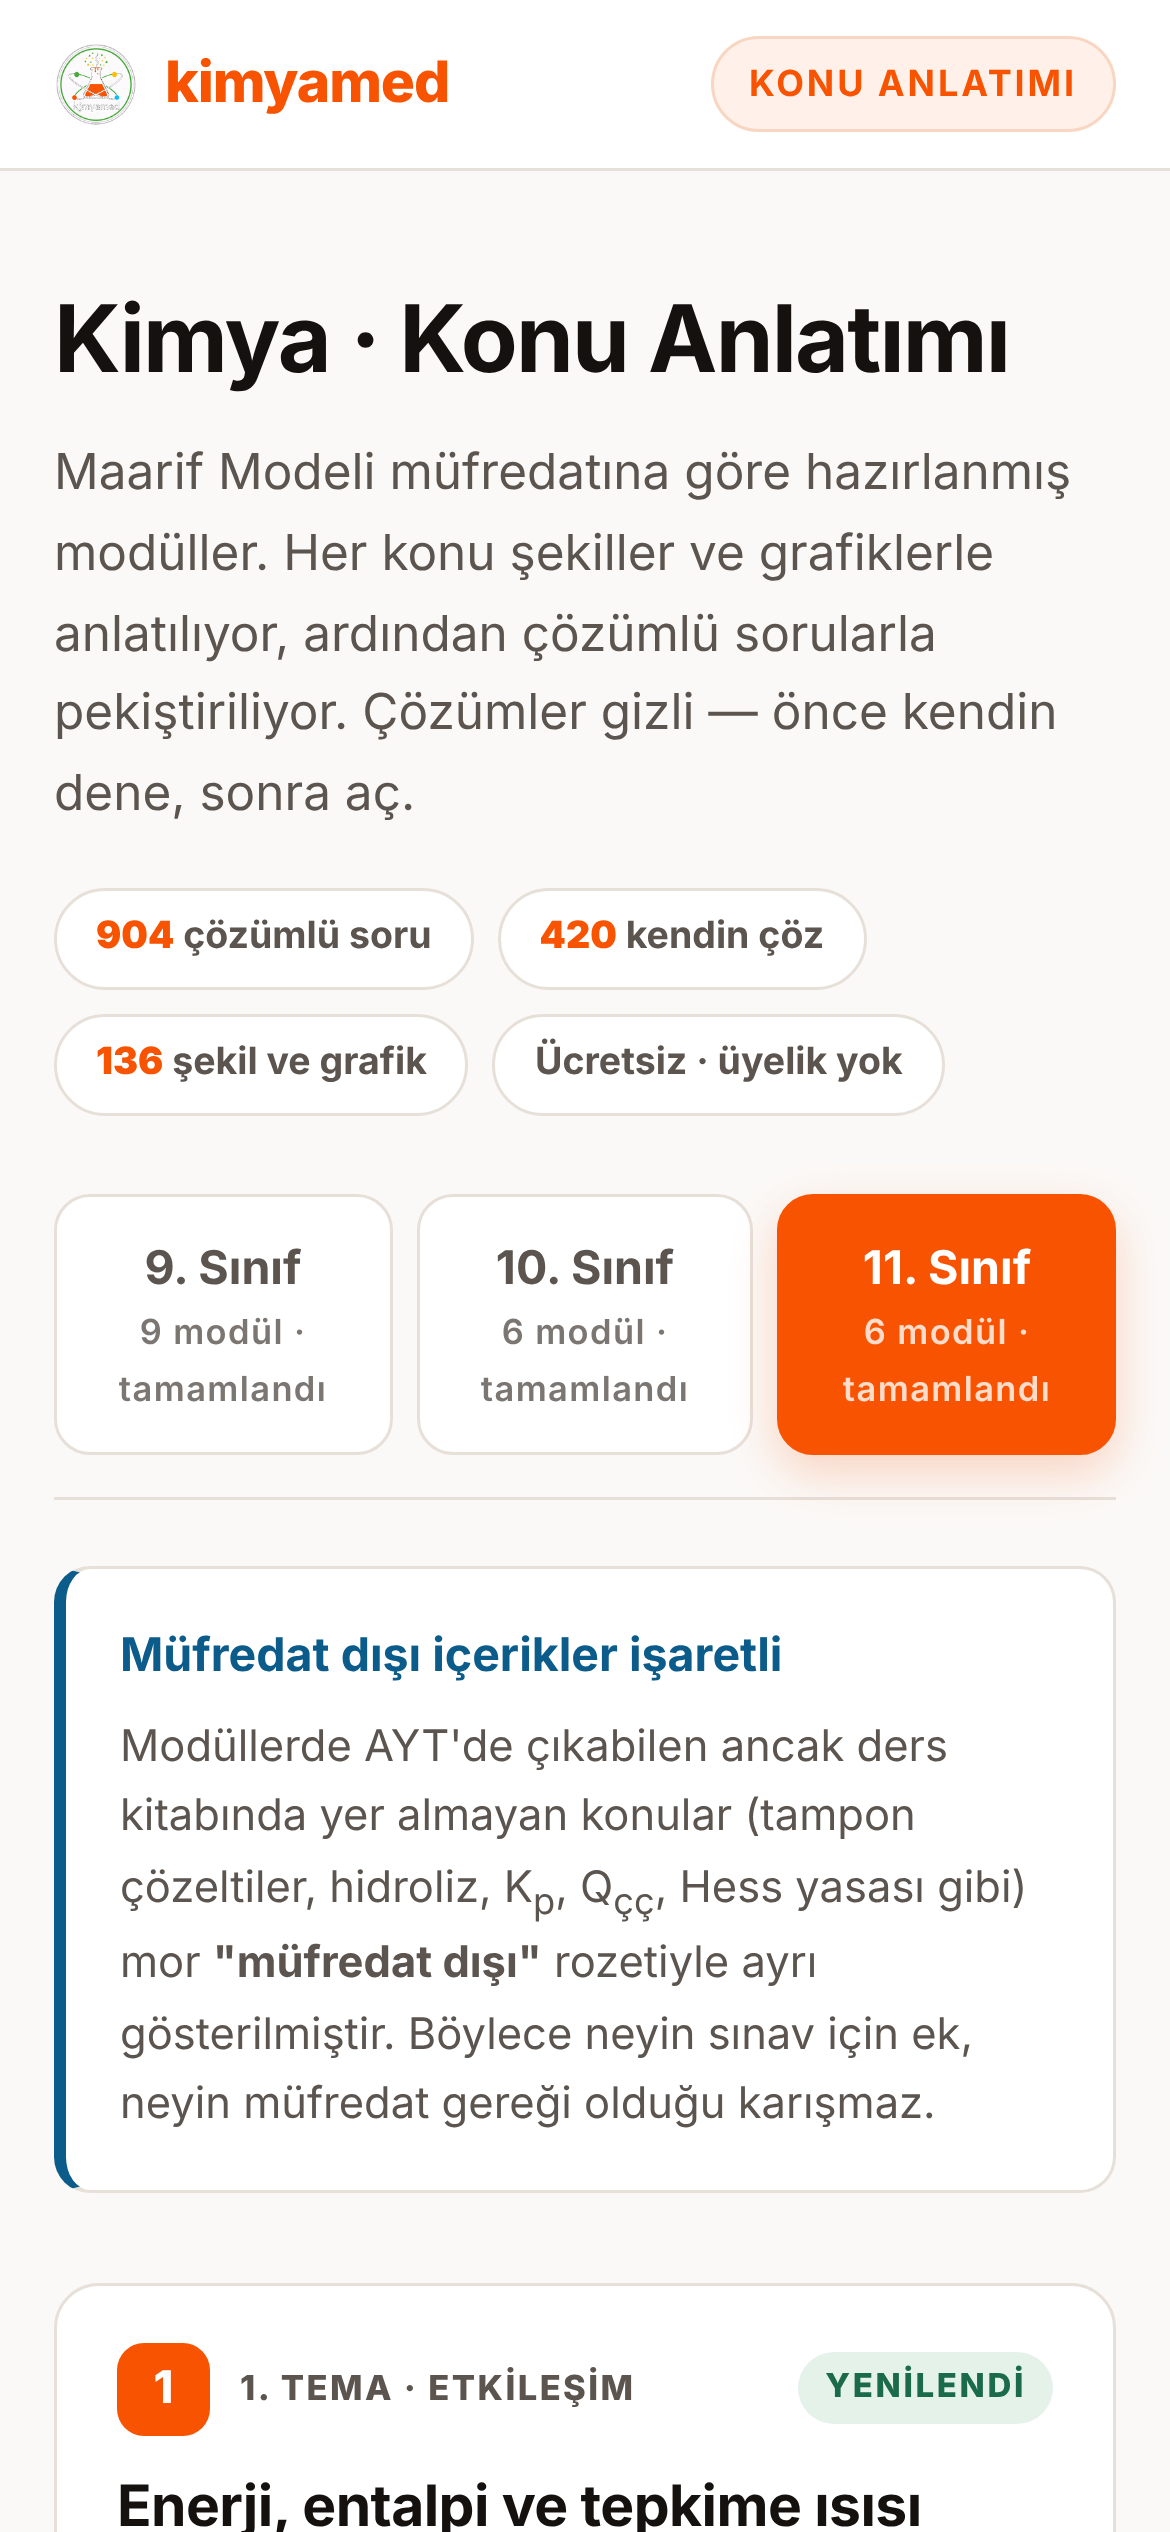 kimyamed
KONU ANLATIMI
Kimya · Konu Anlatımı
Maarif Modeli müfredatına göre hazırlanmış
modüller. Her konu şekiller ve grafiklerle
anlatılıyor, ardından çözümlü sorularla
pekiştiriliyor. Çözümler gizli — önce kendin
dene, sonra aç.
904 çözümlü soru
420 kendin çöz
136 şekil ve grafik
Ücretsiz · üyelik yok
9. Sınıf
9 modül ·
tamamlandı
10. Sınıf
6 modül ·
tamamlandı
11. Sınıf
6 modül ·
tamamlandı
Müfredat dışı içerikler işaretli
Modüllerde AYT'de çıkabilen ancak ders
kitabında yer almayan konular (tampon
çözeltiler, hidroliz, Kp, Qçç, Hess yasası gibi)
mor "müfredat dışı" rozetiyle ayrı
gösterilmiştir. Böylece neyin sınav için ek,
neyin müfredat gereği olduğu karışmaz.
1
1. TEMA · ETKİLEŞİM
YENİLENDİ
Enerji, entalpi ve tepkime ısısı